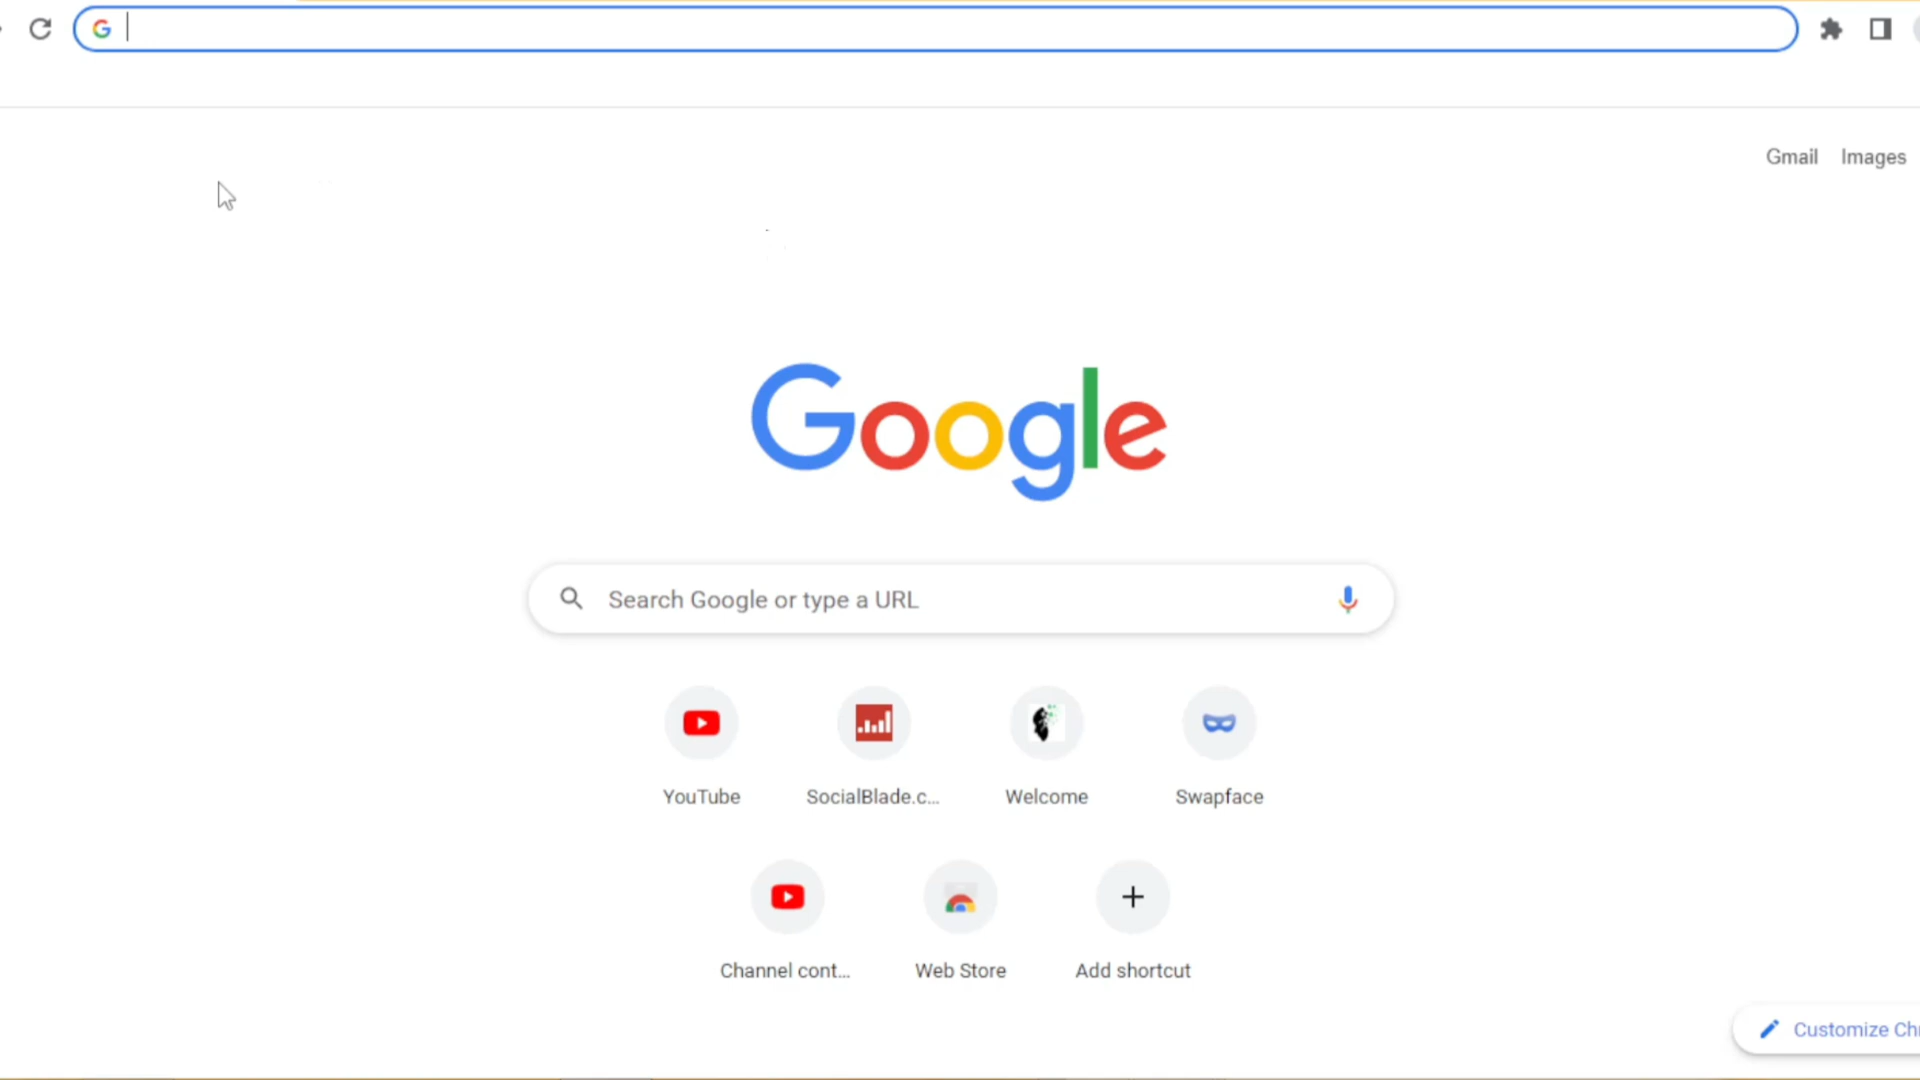 Gmail Images
Google
Search Google or type a URL
YouTube SocialBlade.c... Welcome Swapface
Channel cont... Web Store Add shortcut
Customize Ch